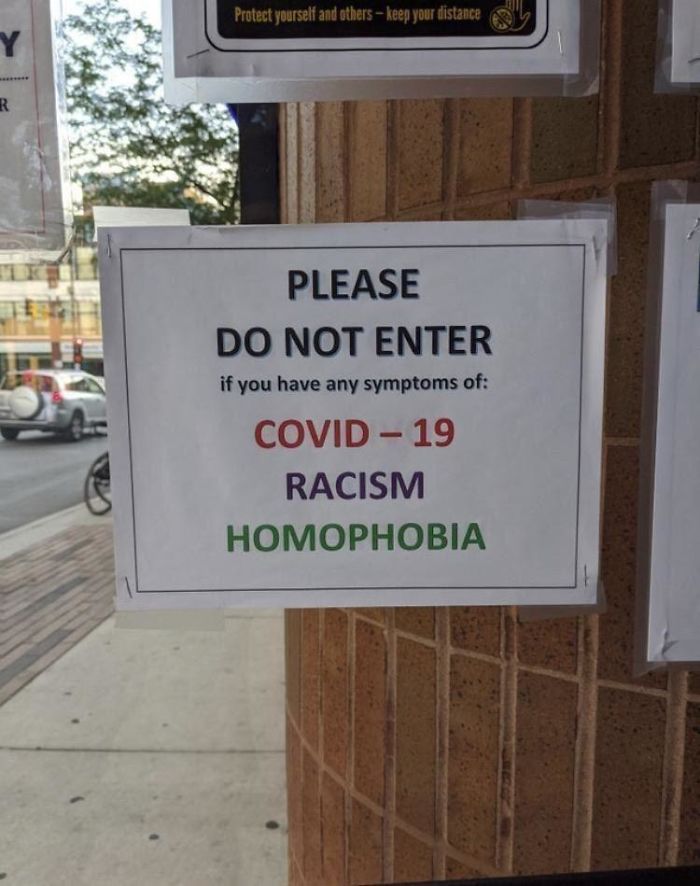 Protect yourself and others – keep your distance
Y
R
PLEASE
DO NOT ENTER
if you have any symptoms of:
COVID – 19
RACISM
HOMOPHOBIA